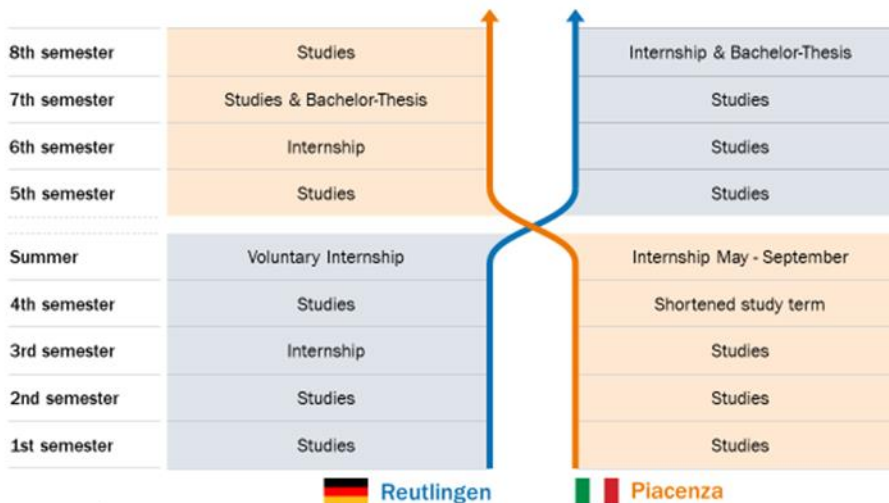 8th semester Studies Internship & Bachelor-Thesis
7th semester Studies & Bachelor-Thesis Studies
6th semester Internship Studies
5th semester Studies Studies
Summer Voluntary Internship Internship May - September
4th semester Studies Shortened study term
3rd semester Internship Studies
2nd semester Studies Studies
1st semester Studies Studies
Reutlingen Piacenza